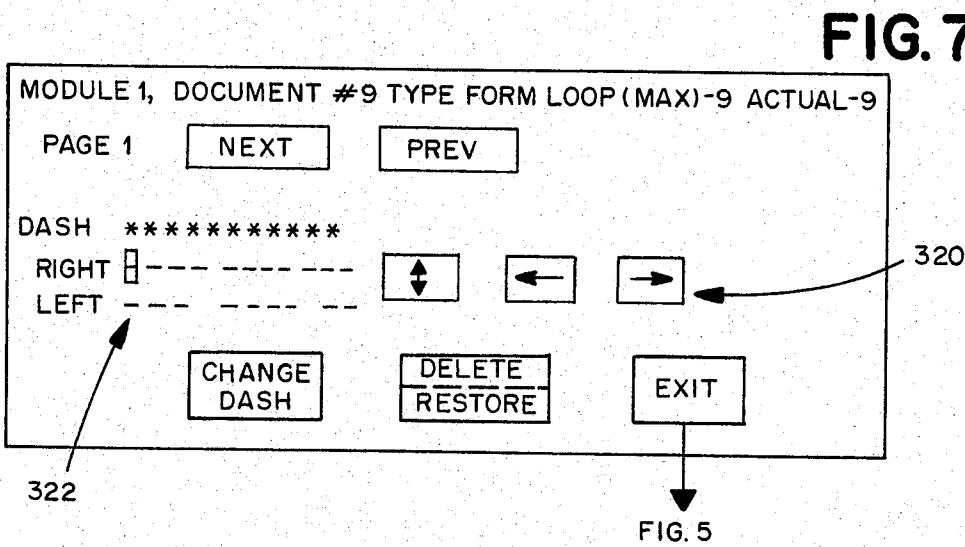 FIG. 7
MODULE 1, DOCUMENT #9 TYPE FORM LOOP (MAX)-9 ACTUAL-9
PAGE 1 NEXT PREV
DASH ***********
RIGHT ---- ---- ---
LEFT --- ---- --
320
CHANGE DASH
DELETE
RESTORE
EXIT
322
FIG. 5